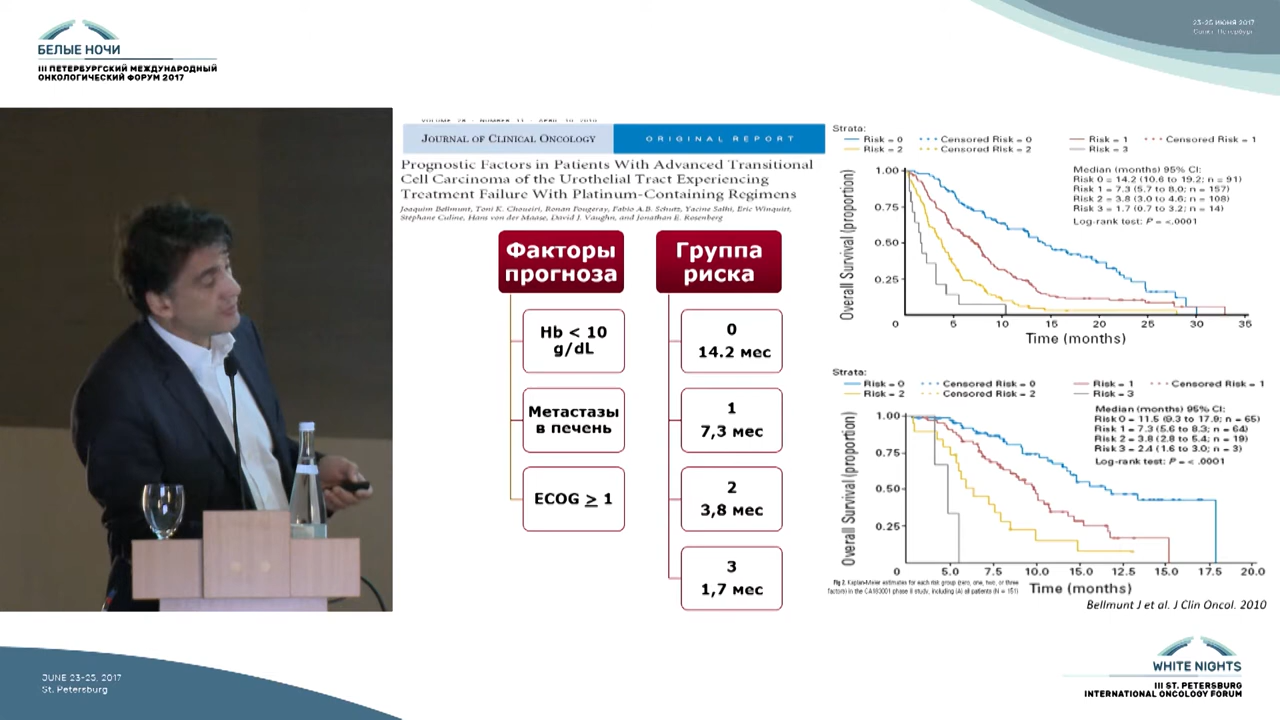 БЕЛЫЕ НОЧИ
III ПЕТЕРБУРГСКИЙ МЕЖДУНАРОДНЫЙ
ОНКОЛОГИЧЕСКИЙ ФОРУМ 2017
23-25 ИЮНЯ 2017
Санкт-Петербург
JOURNAL OF CLINICAL ONCOLOGY
ORIGINAL REPORT
Prognostic Factors in Patients With Advanced Transitional
Cell Carcinoma of the Urothelial Tract Experiencing
Treatment Failure With Platinum-Containing Regimens
Joaquim Bellmunt, Toni K. Choueiri, Ronan Fougeray, Fabio A.B. Schutz, Yacine Salhi, Eric Winquist,
Stéphane Culine, Hans von der Maase, David J. Vaughn, and Jonathan E. Rosenberg
Факторы
прогноза
Hb < 10
g/dL
Метастазы
в печень
ECOG ≥ 1
Группа
риска
0
14.2 мес
1
7,3 мес
2
3,8 мес
3
1,7 мес
Strata:
Risk = 0 Censored Risk = 0 Risk = 1 Censored Risk = 1
Risk = 2 Censored Risk = 2 Risk = 3
Median (months) 95% CI:
Risk 0 = 14.2 (10.6 to 19.2; n = 91)
Risk 1 = 7.3 (5.7 to 8.0; n = 157)
Risk 2 = 3.8 (3.0 to 4.6; n = 108)
Risk 3 = 1.7 (0.7 to 3.2; n = 14)
Log-rank test: P = <.0001
Overall Survival (proportion)
1.00
0.75
0.50
0.25
0 5 10 15 20 25 30 35
Time (months)
Strata:
Risk = 0 Censored Risk = 0 Risk = 1 Censored Risk = 1
Risk = 2 Censored Risk = 2 Risk = 3
Median (months) 95% CI:
Risk 0 = 11.5 (9.3 to 17.9; n = 65)
Risk 1 = 7.3 (5.6 to 8.3; n = 64)
Risk 2 = 3.8 (2.8 to 5.4; n = 19)
Risk 3 = 2.4 (1.6 to 3.0; n = 3)
Log-rank test: P = < .0001
Overall Survival (proportion)
1.00
0.75
0.50
0.25
0 5.0 7.5 10.0 12.5 15.0 17.5 20.0
Time (months)
Fig 2. Kaplan-Meier estimates for each risk group (zero, one, two, or three
factors) in the CA183001 phase II study, including (A) all patients (N = 151)
Bellmunt J et al. J Clin Oncol. 2010
JUNE 23-25, 2017
St. Petersburg
WHITE NIGHTS
III ST. PETERSBURG
INTERNATIONAL ONCOLOGY FORUM